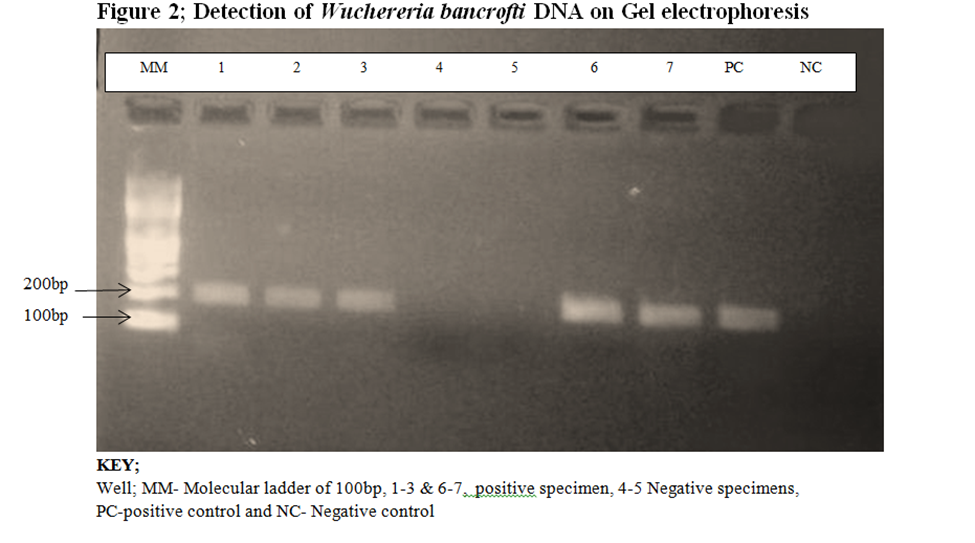 Figure 2; Detection of Wuchereria bancrofti DNA on Gel electrophoresis
MM 1 2 3 4 5 6 7 PC NC
200bp
100bp
KEY;
Well; MM- Molecular ladder of 100bp, 1-3 & 6-7, positive specimen, 4-5 Negative specimens,
PC-positive control and NC- Negative control